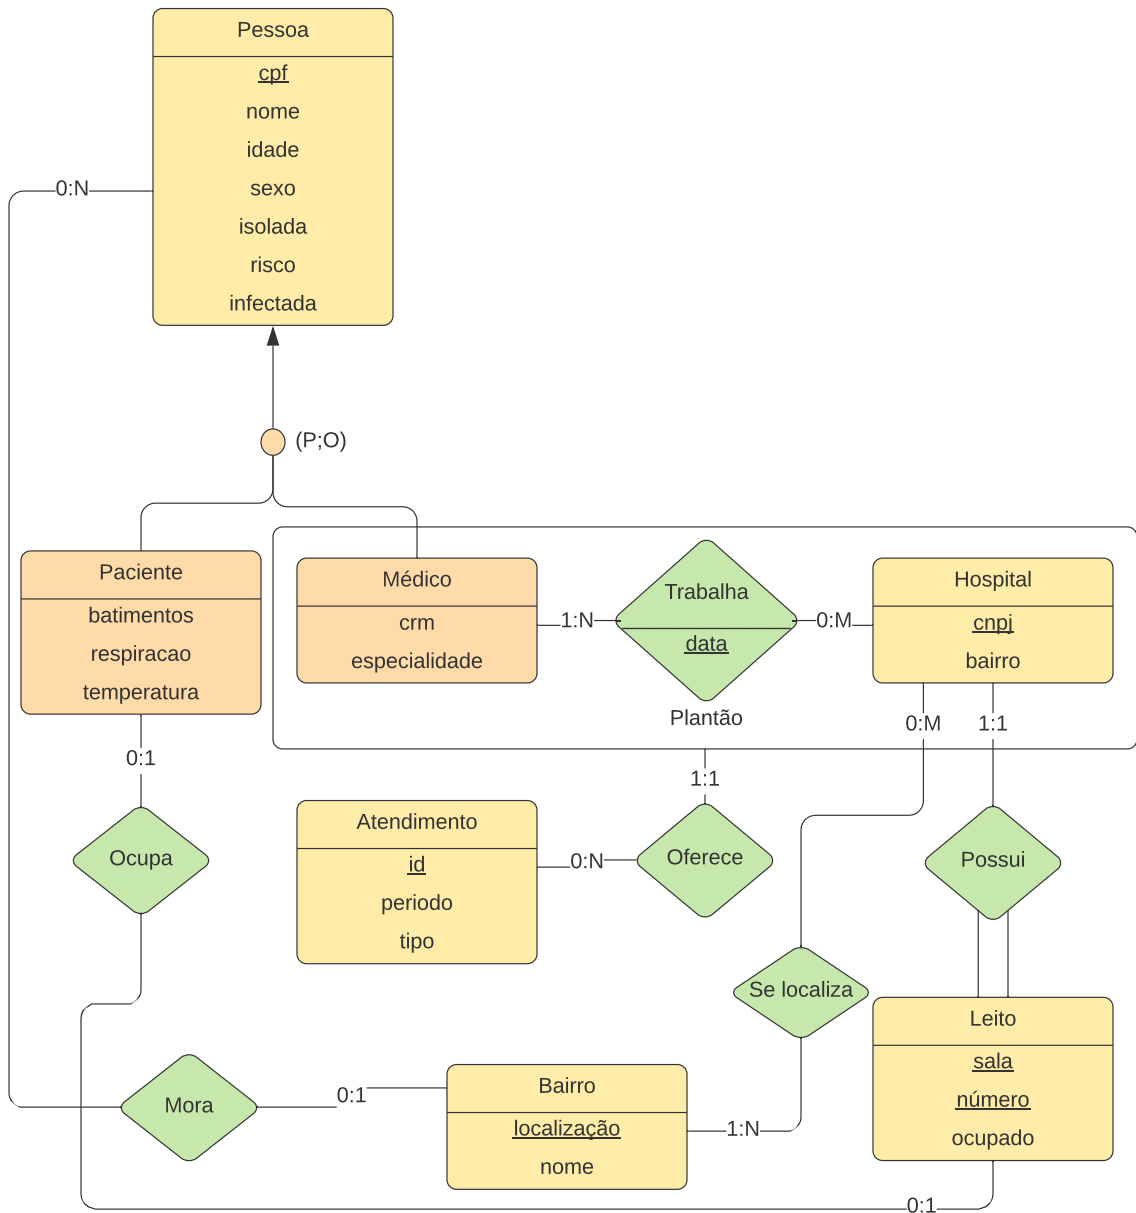 Pessoa
cpf
nome
idade
sexo
isolada
risco
infectada
0:N
(P;O)
Paciente
batimentos
respiracao
temperatura
Médico
crm
especialidade
1:N
Trabalha
data
Plantão
0:M
Hospital
cnpj
bairro
0:1
1:1
0:M
1:1
Ocupa
Atendimento
id
periodo
tipo
0:N
Oferece
Possui
Se localiza
Leito
sala
número
ocupado
Mora
0:1
Bairro
localização
nome
1:N
0:1